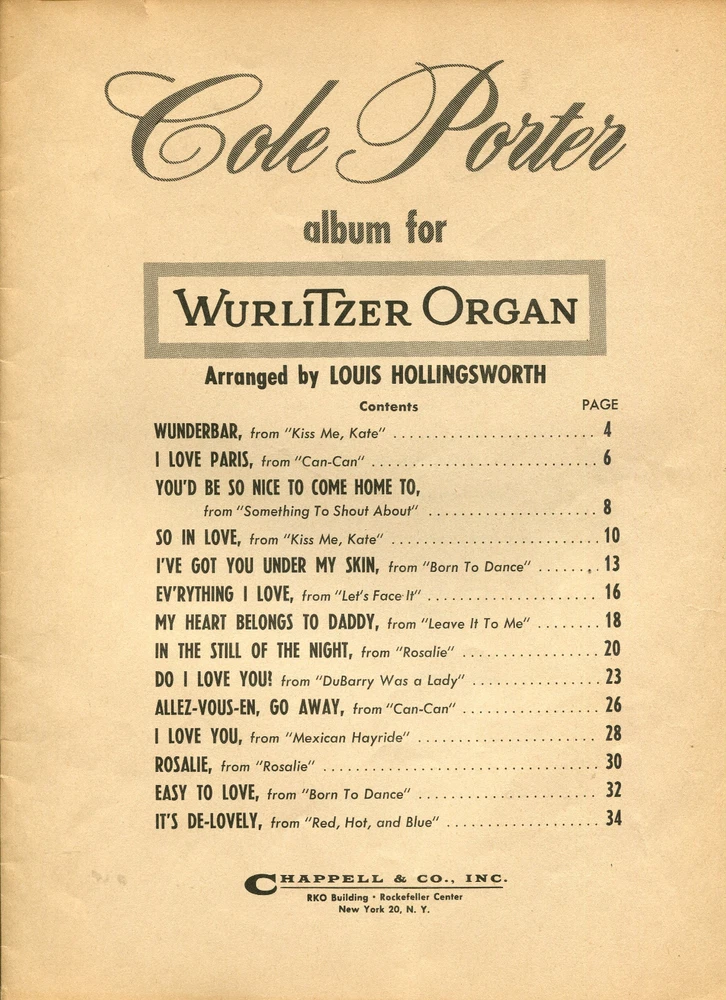 Cole Porter
album for
WURLITZER ORGAN
Arranged by LOUIS HOLLINGSWORTH
Contents PAGE
WUNDERBAR, from "Kiss Me, Kate" ........................ 4
I LOVE PARIS, from "Can-Can" ........................ 6
YOU'D BE SO NICE TO COME HOME TO,
from "Something To Shout About" ........................ 8
SO IN LOVE, from "Kiss Me, Kate" ........................ 10
I'VE GOT YOU UNDER MY SKIN, from "Born To Dance" ........ 13
EV'RYTHING I LOVE, from "Let's Face It" ........................ 16
MY HEART BELONGS TO DADDY, from "Leave It To Me" ........ 18
IN THE STILL OF THE NIGHT, from "Rosalie" .................. 20
DO I LOVE YOU! from "DuBarry Was a Lady" ................ 23
ALLEZ-VOUS-EN, GO AWAY, from "Can-Can" .................. 26
I LOVE YOU, from "Mexican Hayride" ........................ 28
ROSALIE, from "Rosalie" ........................ 30
EASY TO LOVE, from "Born To Dance" ........................ 32
IT'S DE-LOVELY, from "Red, Hot, and Blue" .................... 34
CHAPPELL & CO., INC.
RKO Building • Rockefeller Center
New York 20, N. Y.